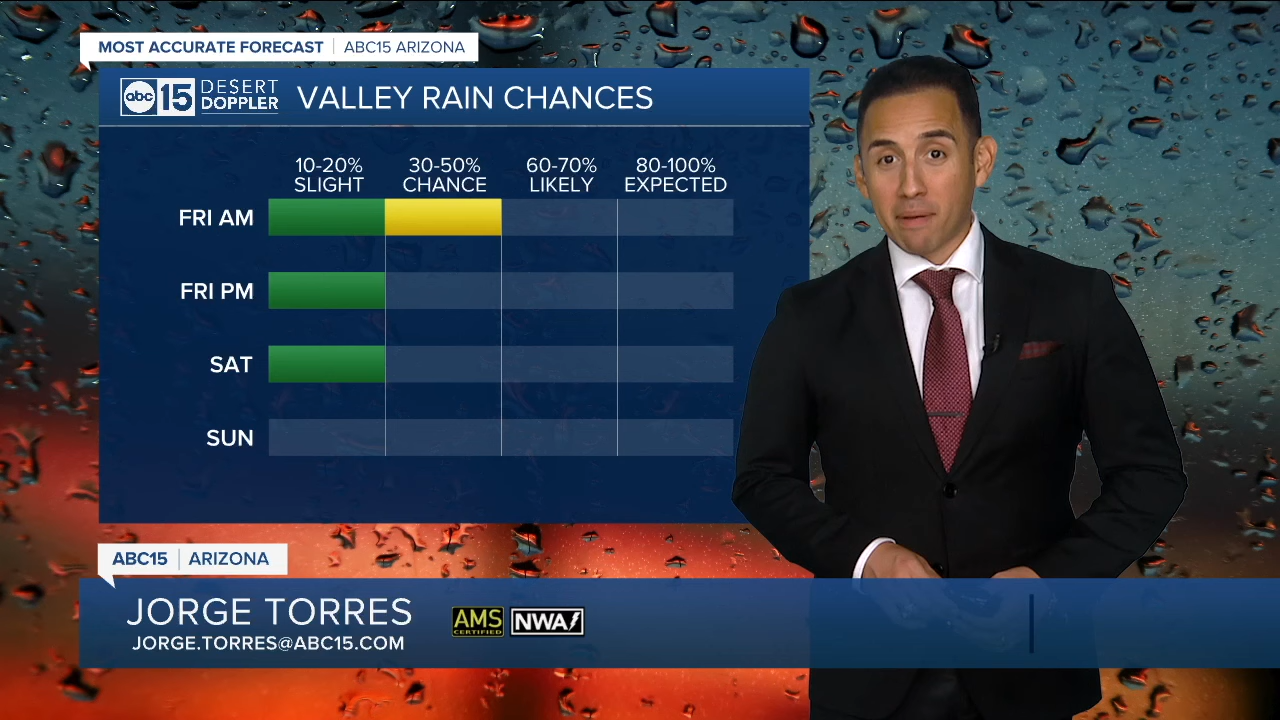 MOST ACCURATE FORECAST | ABC15 ARIZONA
abc 15 DESERT DOPPLER VALLEY RAIN CHANCES
10-20% 30-50% 60-70% 80-100%
SLIGHT CHANCE LIKELY EXPECTED
FRI AM
FRI PM
SAT
SUN
ABC15 | ARIZONA
JORGE TORRES
JORGE.TORRES@ABC15.COM
AMS CERTIFIED NWA